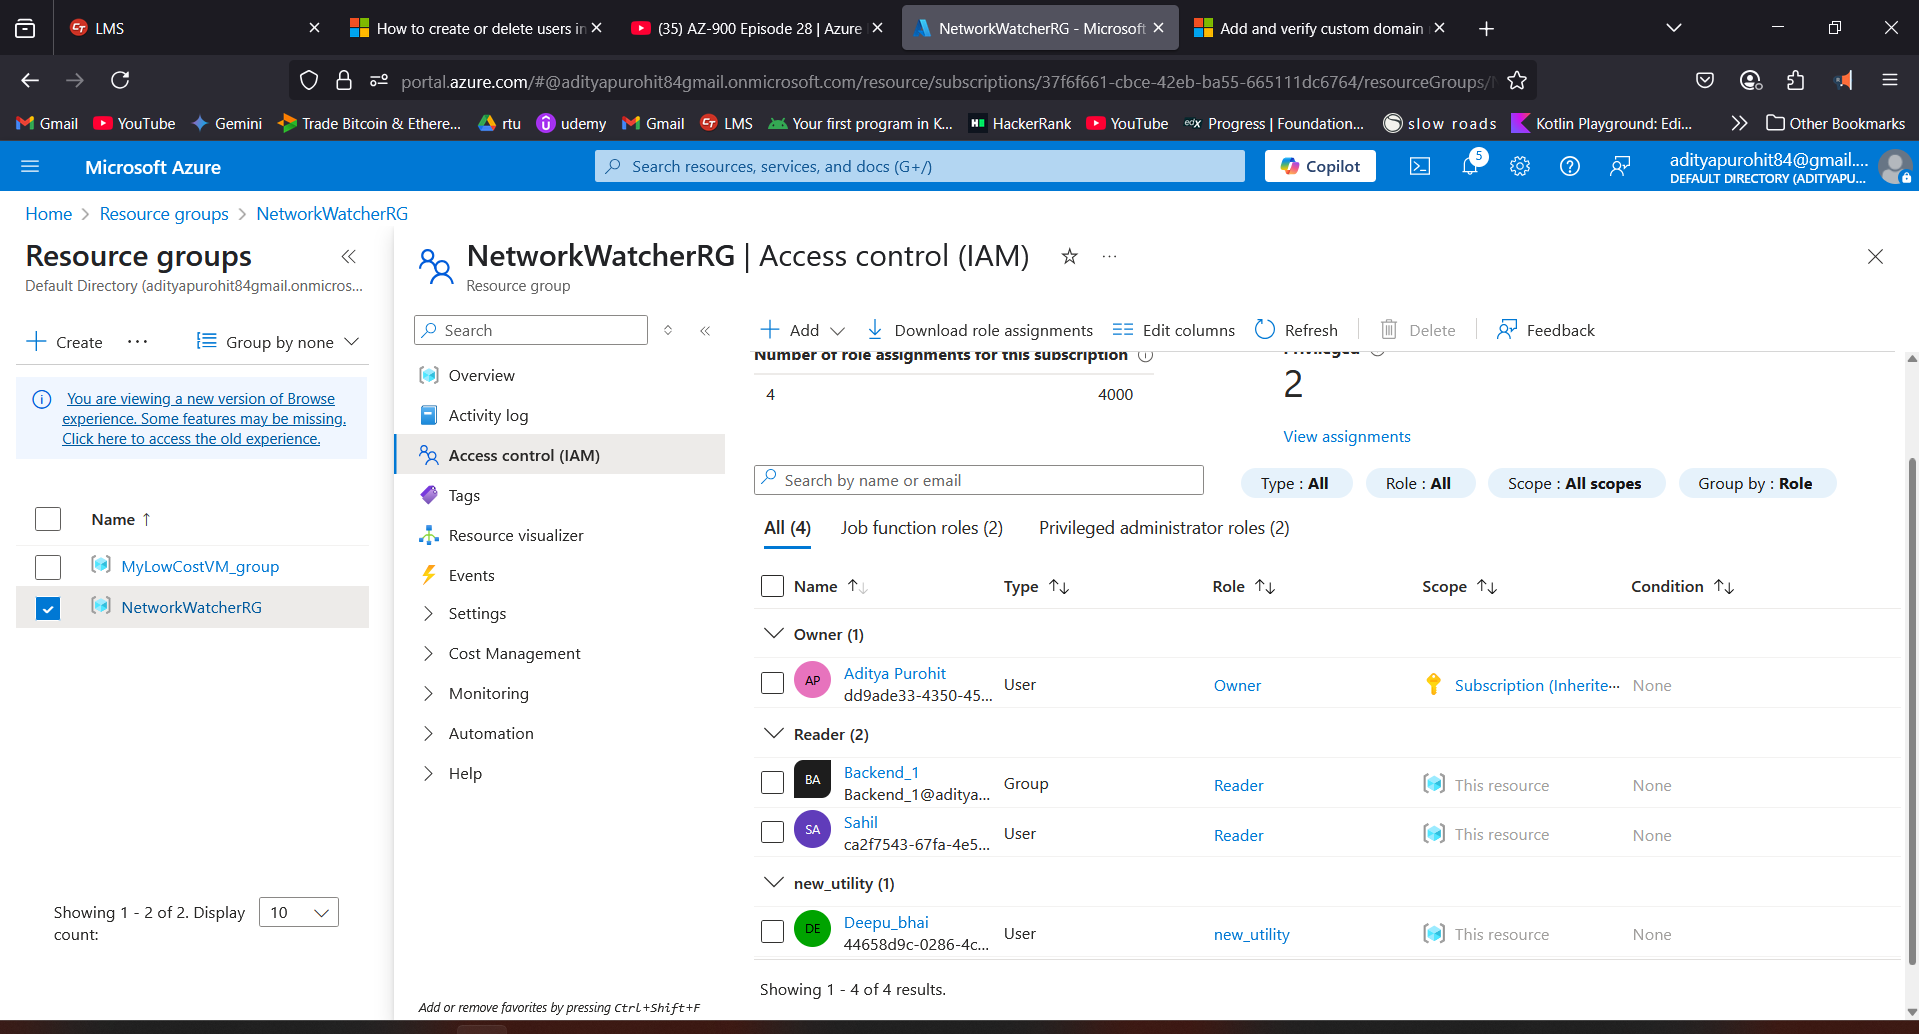 LMS
How to create or delete users in
(35) AZ-900 Episode 28 | Azure
NetworkWatcherRG - Microsoft
Add and verify custom domain
portal.azure.com/#@adityapurohit84gmail.onmicrosoft.com/resource/subscriptions/37f6f661-cbce-42eb-ba55-665111dc6764/resourceGroups/
Gmail
YouTube
Gemini
Trade Bitcoin & Ethere...
rtu
udemy
Gmail
LMS
Your first program in K...
HackerRank
YouTube
edX Progress | Foundation...
slow roads
Kotlin Playground: Edi...
Other Bookmarks
Microsoft Azure
Search resources, services, and docs (G+/)
Copilot
5
adityapurohit84@gmail....
DEFAULT DIRECTORY (ADITYAPU...
Home > Resource groups > NetworkWatcherRG
Resource groups
Default Directory (adityapurohit84gmail.onmicros...
Create
Group by none
You are viewing a new version of Browse
experience. Some features may be missing.
Click here to access the old experience.
Name ↑
MyLowCostVM_group
NetworkWatcherRG
Showing 1 - 2 of 2. Display
count:
10
NetworkWatcherRG | Access control (IAM)
Resource group
Search
Overview
Activity log
Access control (IAM)
Tags
Resource visualizer
Events
Settings
Cost Management
Monitoring
Automation
Help
Add or remove favorites by pressing Ctrl+Shift+F
Add
Download role assignments
Edit columns
Refresh
Delete
Feedback
Number of role assignments for this subscription
4 4000
Privileged
2
View assignments
Search by name or email
Type : All
Role : All
Scope : All scopes
Group by : Role
All (4)
Job function roles (2)
Privileged administrator roles (2)
Name Type Role Scope Condition
Owner (1)
AP Aditya Purohit
dd9ade33-4350-45...
User Owner Subscription (Inherite... None
Reader (2)
BA Backend_1
Backend_1@aditya...
Group Reader This resource None
SA Sahil
ca2f7543-67fa-4e5...
User Reader This resource None
new_utility (1)
DE Deepu_bhai
44658d9c-0286-4c...
User new_utility This resource None
Showing 1 - 4 of 4 results.